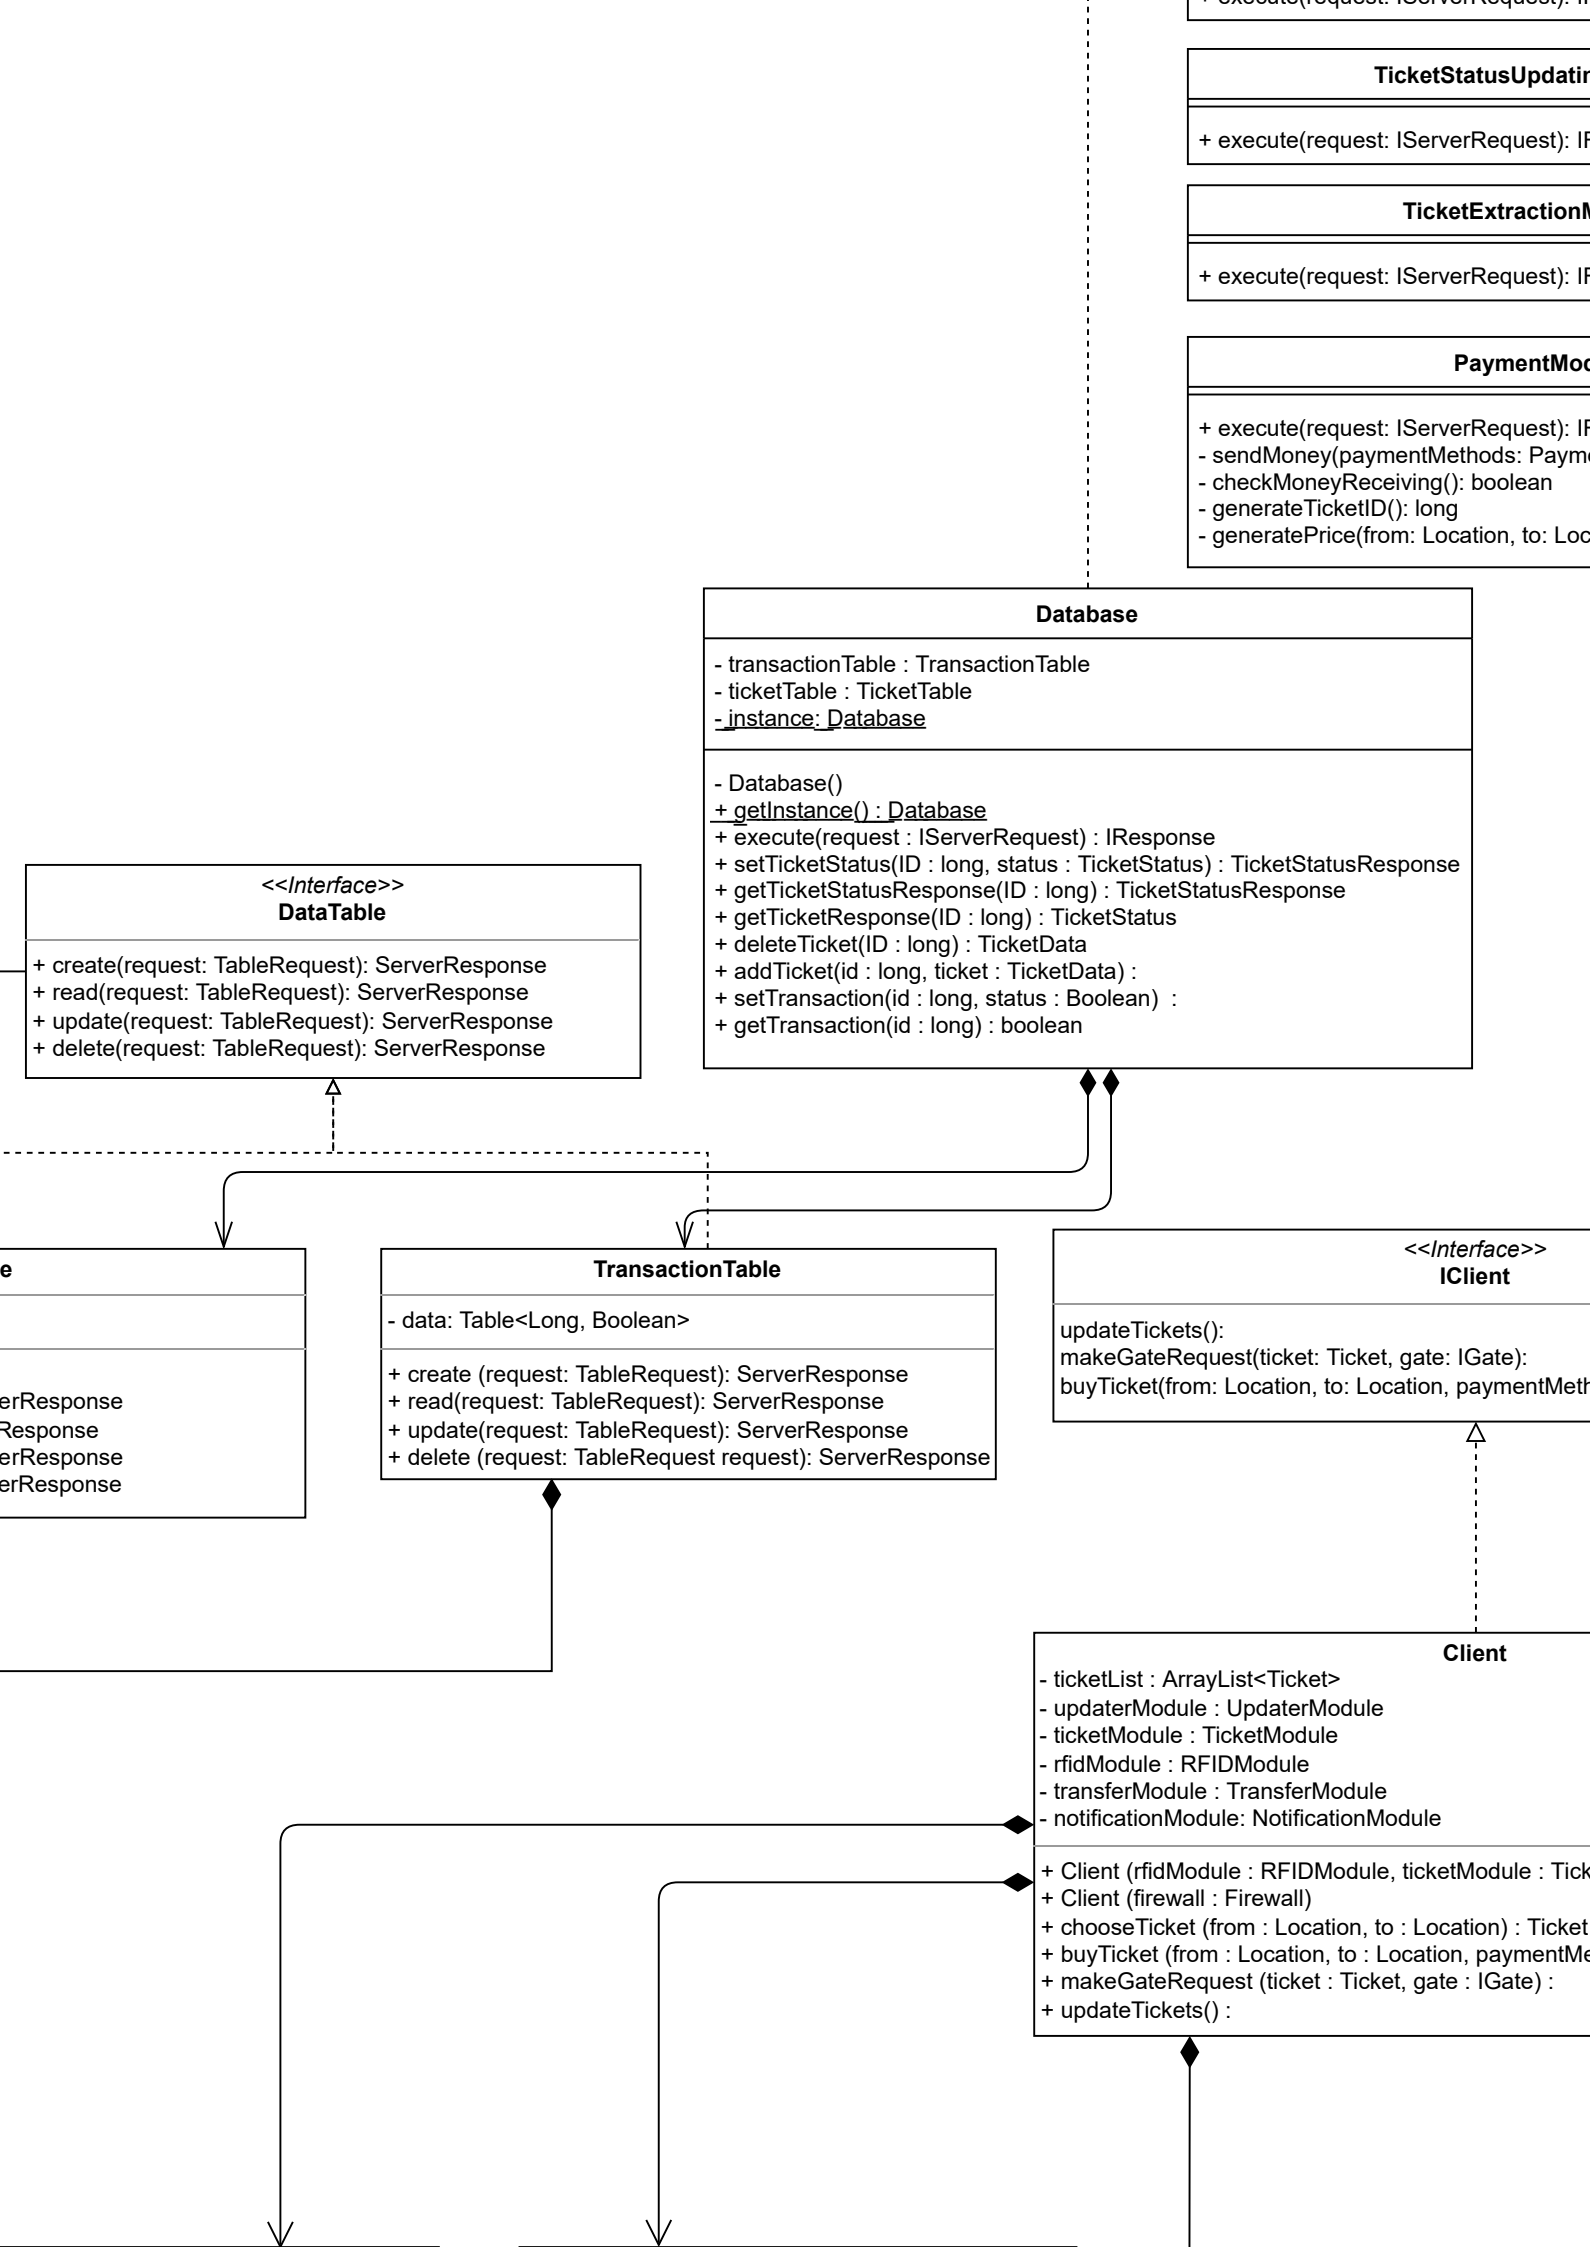 TicketStatusUpdatin
+ execute(request: IServerRequest): IR
TicketExtractionM
+ execute(request: IServerRequest): IR
PaymentMod
+ execute(request: IServerRequest): IR
- sendMoney(paymentMethods: Payme
- checkMoneyReceiving(): boolean
- generateTicketID(): long
- generatePrice(from: Location, to: Loc
Database
- transactionTable : TransactionTable
- ticketTable : TicketTable
- instance: Database
- Database()
+ getInstance() : Database
+ execute(request : IServerRequest) : IResponse
+ setTicketStatus(ID : long, status : TicketStatus) : TicketStatusResponse
+ getTicketStatusResponse(ID : long) : TicketStatusResponse
+ getTicketResponse(ID : long) : TicketStatus
+ deleteTicket(ID : long) : TicketData
+ addTicket(id : long, ticket : TicketData) :
+ setTransaction(id : long, status : Boolean)  :
+ getTransaction(id : long) : boolean
<<Interface>>
DataTable
+ create(request: TableRequest): ServerResponse
+ read(request: TableRequest): ServerResponse
+ update(request: TableRequest): ServerResponse
+ delete(request: TableRequest): ServerResponse
e
erResponse
Response
erResponse
erResponse
TransactionTable
- data: Table<Long, Boolean>
+ create (request: TableRequest): ServerResponse
+ read(request: TableRequest): ServerResponse
+ update(request: TableRequest): ServerResponse
+ delete (request: TableRequest request): ServerResponse
<<Interface>>
IClient
updateTickets():
makeGateRequest(ticket: Ticket, gate: IGate):
buyTicket(from: Location, to: Location, paymentMeth
Client
- ticketList : ArrayList<Ticket>
- updaterModule : UpdaterModule
- ticketModule : TicketModule
- rfidModule : RFIDModule
- transferModule : TransferModule
- notificationModule: NotificationModule
+ Client (rfidModule : RFIDModule, ticketModule : Tick
+ Client (firewall : Firewall)
+ chooseTicket (from : Location, to : Location) : Ticket
+ buyTicket (from : Location, to : Location, paymentMe
+ makeGateRequest (ticket : Ticket, gate : IGate) :
+ updateTickets() :